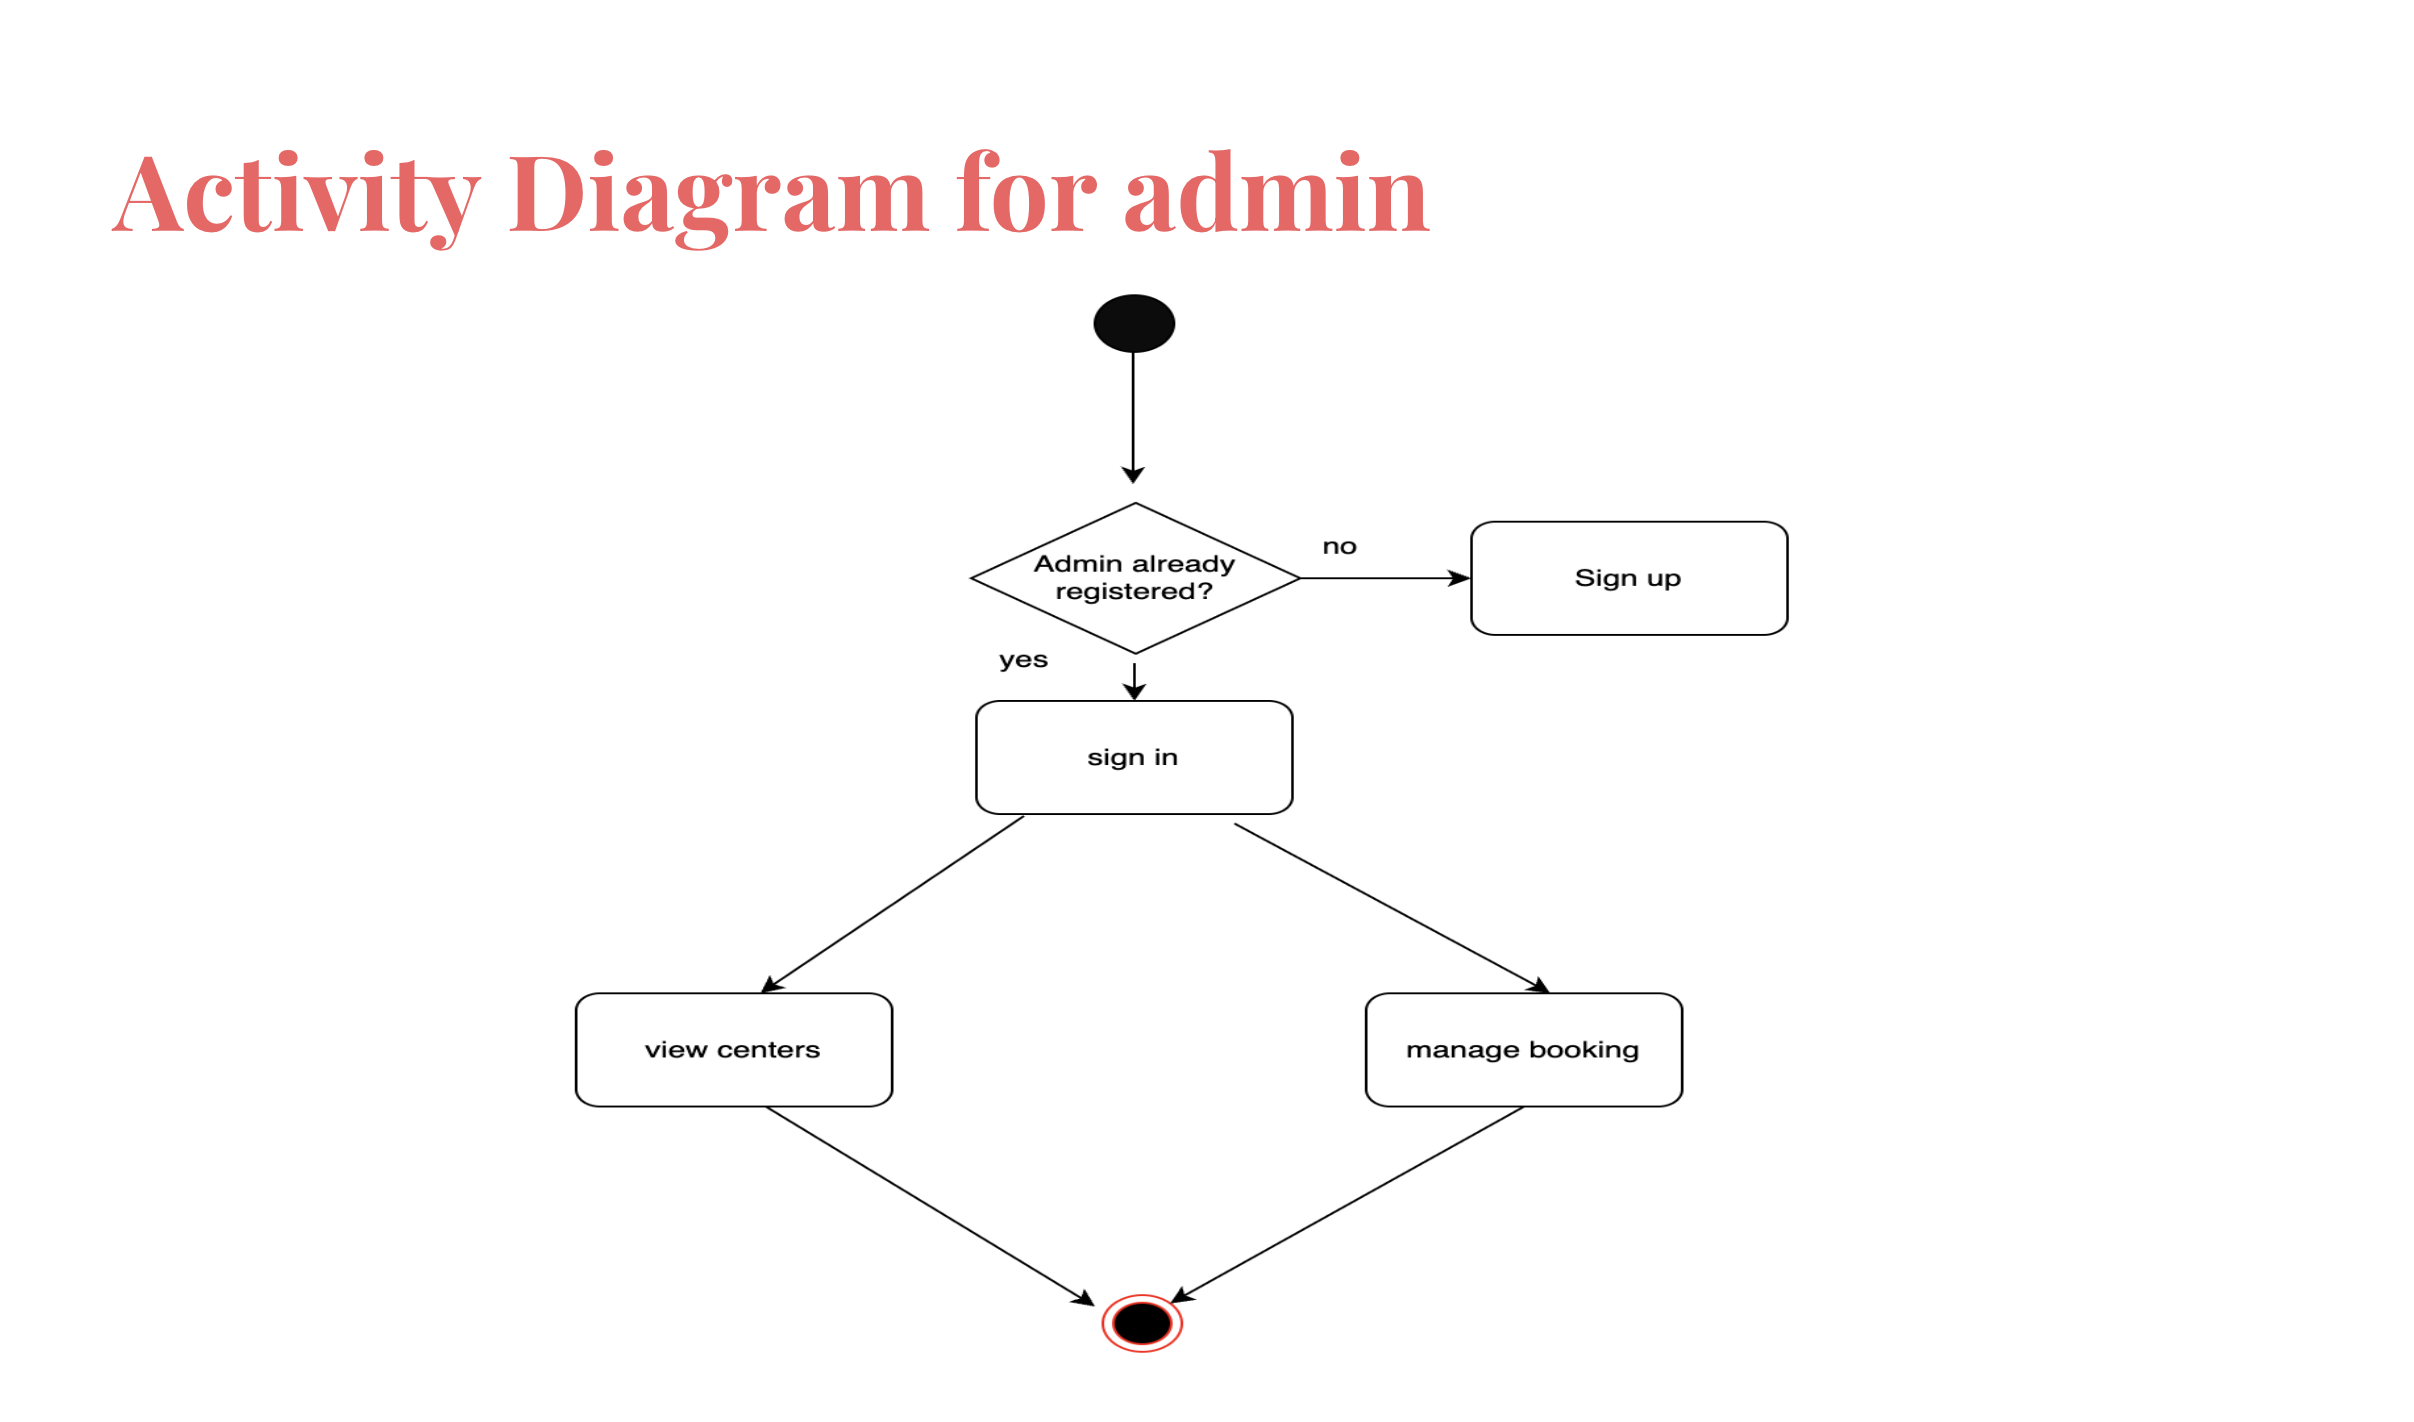 Activity Diagram for admin
Admin already
registered?
no
Sign up
yes
sign in
view centers
manage booking